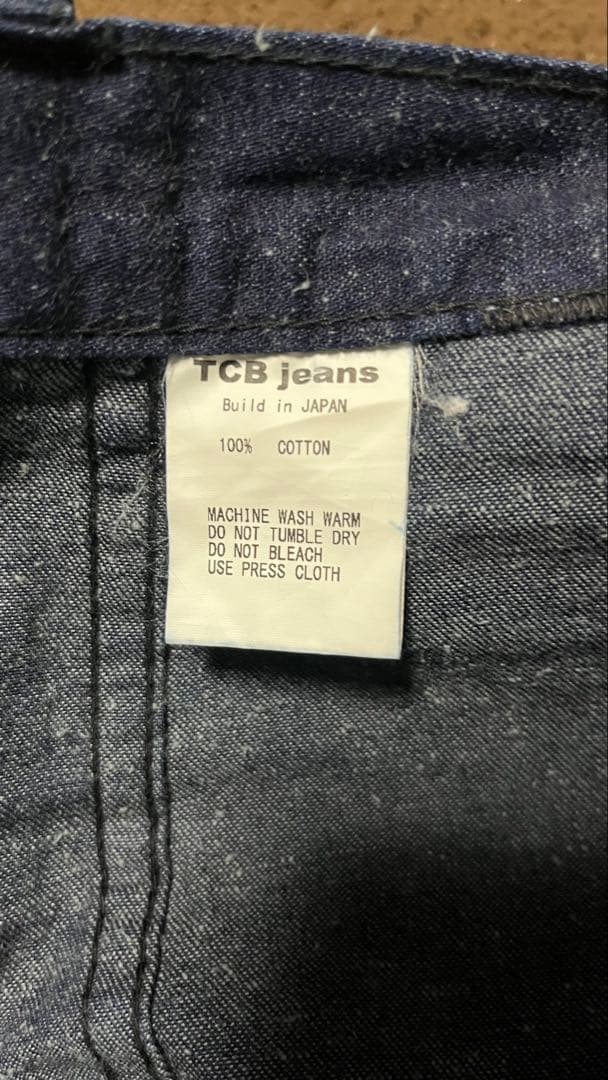 TCB jeans
Build in JAPAN
100% COTTON
MACHINE WASH WARM
DO NOT TUMBLE DRY
DO NOT BLEACH
USE PRESS CLOTH